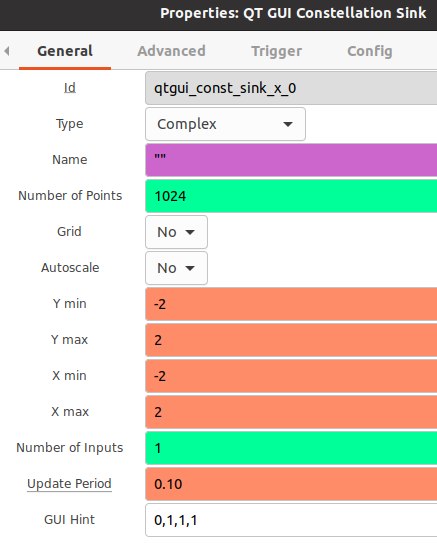 Properties: QT GUI Constellation Sink
General Advanced Trigger Config
Id qtgui_const_sink_x_0
Type Complex
Name ""
Number of Points 1024
Grid No
Autoscale No
Y min -2
Y max 2
X min -2
X max 2
Number of Inputs 1
Update Period 0.10
GUI Hint 0,1,1,1